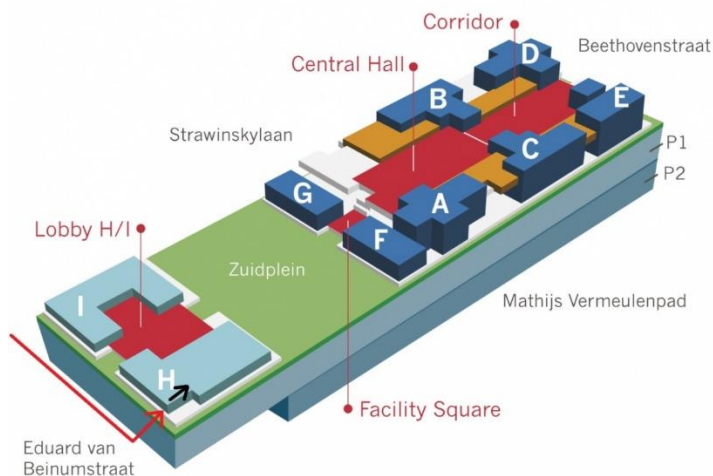 Corridor
Central Hall
Beethovenstraat
D
B
E
Strawinskylaan
C
P1
P2
G
A
Lobby H/I
F
Zuidplein
I
Mathijs Vermeulenpad
H
Facility Square
Eduard van
Beinumstraat